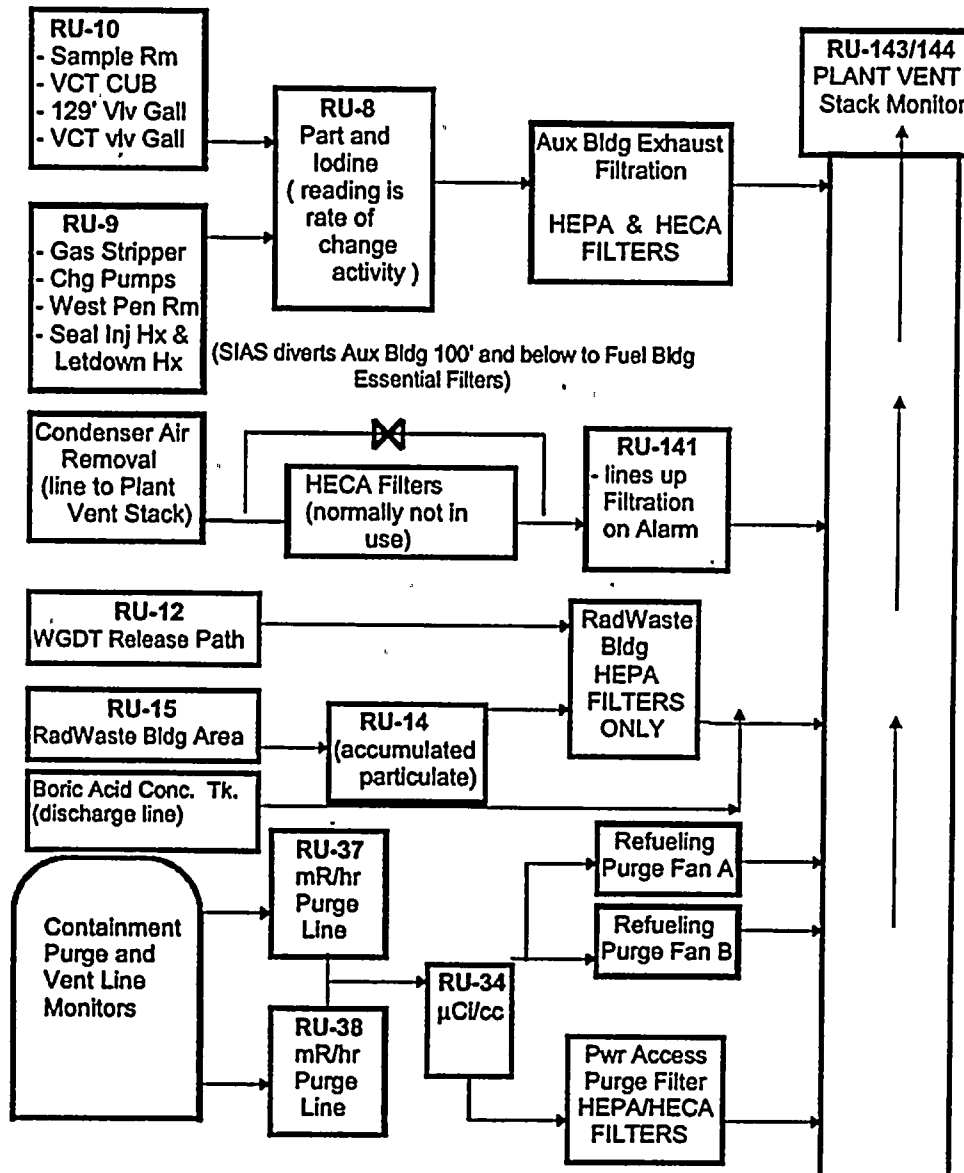 RU-10
- Sample Rm
- VCT CUB
- 129' Vlv Gall
- VCT vlv Gall
RU-9
- Gas Stripper
- Chg Pumps
- West Pen Rm
- Seal Inj Hx &
Letdown Hx
RU-8
Part and
Iodine
( reading is
rate of
change
activity )
Aux Bldg Exhaust
Filtration
HEPA & HECA
FILTERS
RU-143/144
PLANT VENT
Stack Monitor
(SIAS diverts Aux Bldg 100' and below to Fuel Bldg
Essential Filters)
Condenser Air
Removal
(line to Plant
Vent Stack)
HECA Filters
(normally not in
use)
RU-141
- lines up
Filtration
on Alarm
RU-12
WGDT Release Path
RU-15
RadWaste Bldg Area
RU-14
(accumulated
particulate)
RadWaste
Bldg
HEPA
FILTERS
ONLY
Boric Acid Conc. Tk.
(discharge line)
Containment
Purge and
Vent Line
Monitors
RU-37
mR/hr
Purge
Line
RU-38
mR/hr
Purge
Line
RU-34
µCi/cc
Refueling
Purge Fan A
Refueling
Purge Fan B
Pwr Access
Purge Filter
HEPA/HECA
FILTERS